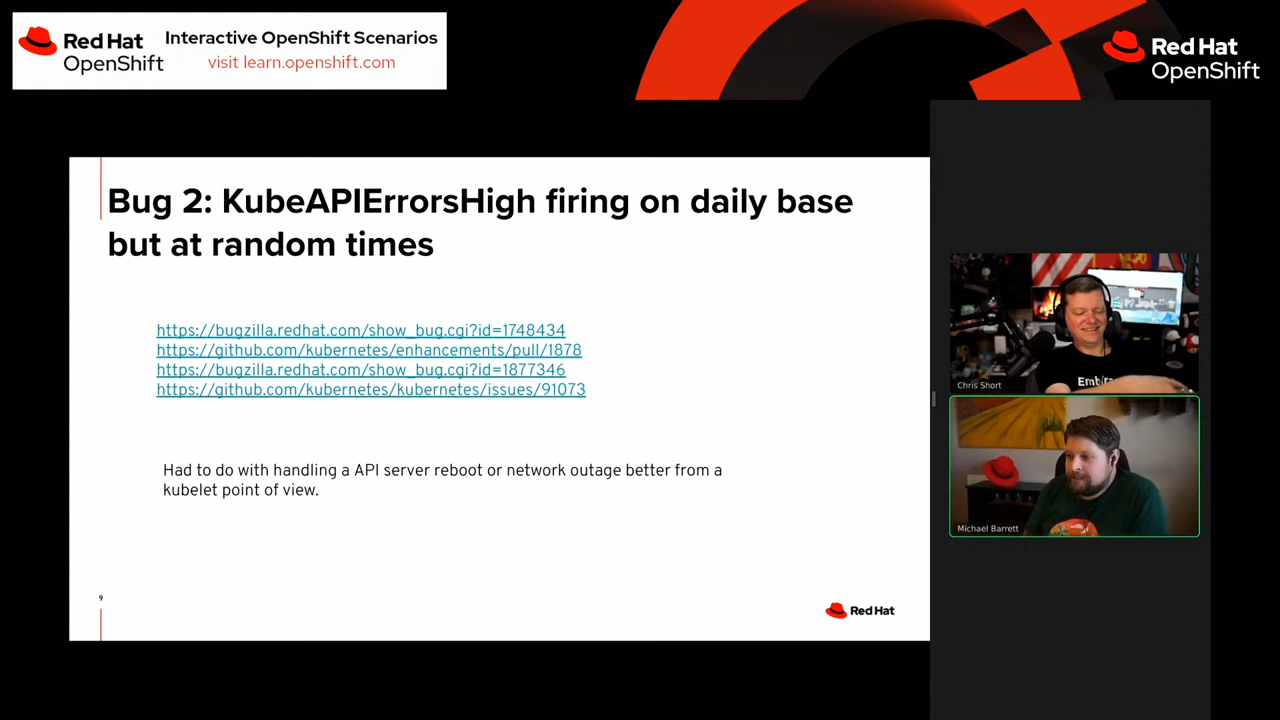 Red Hat
OpenShift
Interactive OpenShift Scenarios
visit learn.openshift.com
Red Hat
OpenShift
Bug 2: KubeAPIErrorsHigh firing on daily base
but at random times
https://bugzilla.redhat.com/show_bug.cgi?id=1748434
https://github.com/kubernetes/enhancements/pull/1878
https://bugzilla.redhat.com/show_bug.cgi?id=1877346
https://github.com/kubernetes/kubernetes/issues/91073
Had to do with handling a API server reboot or network outage better from a
kubelet point of view.
9
Red Hat
Chris Short
Michael Barrett